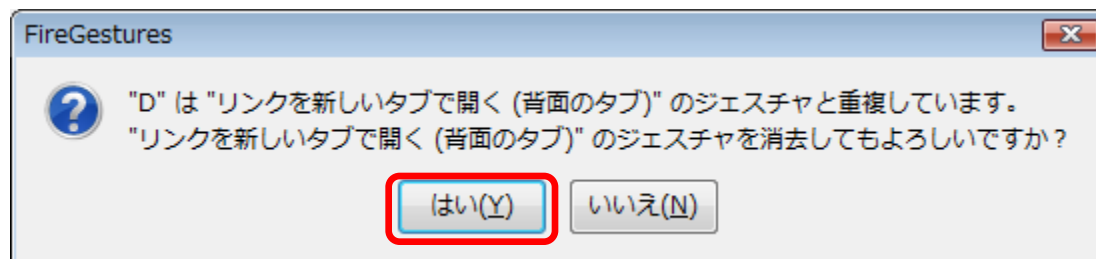 FireGestures
"D" は "リンクを新しいタブで開く (背面のタブ)" のジェスチャと重複しています。
"リンクを新しいタブで開く (背面のタブ)" のジェスチャを消去してもよろしいですか？
はい(Y) いいえ(N)